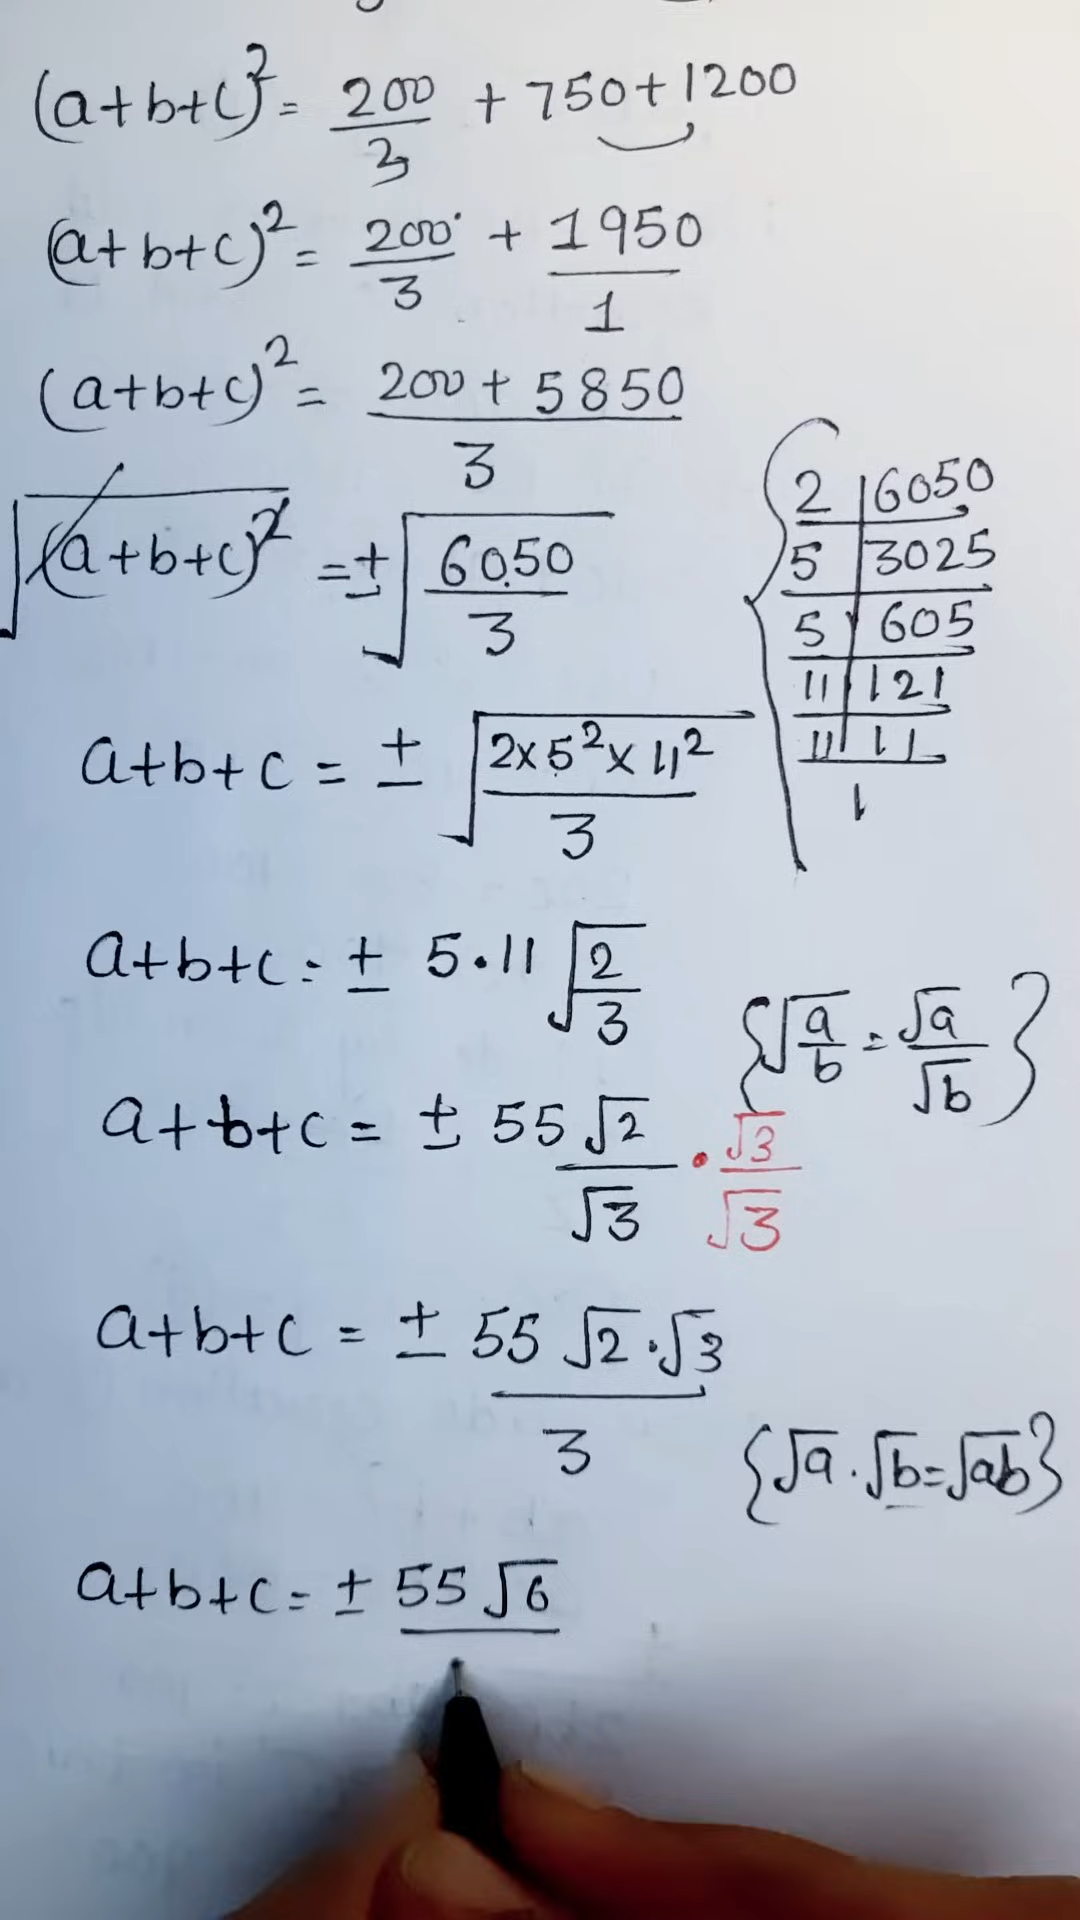 (a+b+c)² = 200/3 + 750+1200
(a+b+c)² = 200/3 + 1950/1
(a+b+c)² = (200 + 5850)/3
√(a+b+c)² = ±√(6050/3)
2 | 6050
5 | 3025
5 | 605
11 | 121
11 | 11
1
a+b+c = ± √(2×5²×11²/3)
a+b+c = ± 5·11 √(2/3)
{√(a/b) = √a/√b}
a+b+c = ± 55 √2/√3 · √3/√3
a+b+c = ± 55 √2·√3/3
{√a·√b=√ab}
a+b+c = ± 55√6